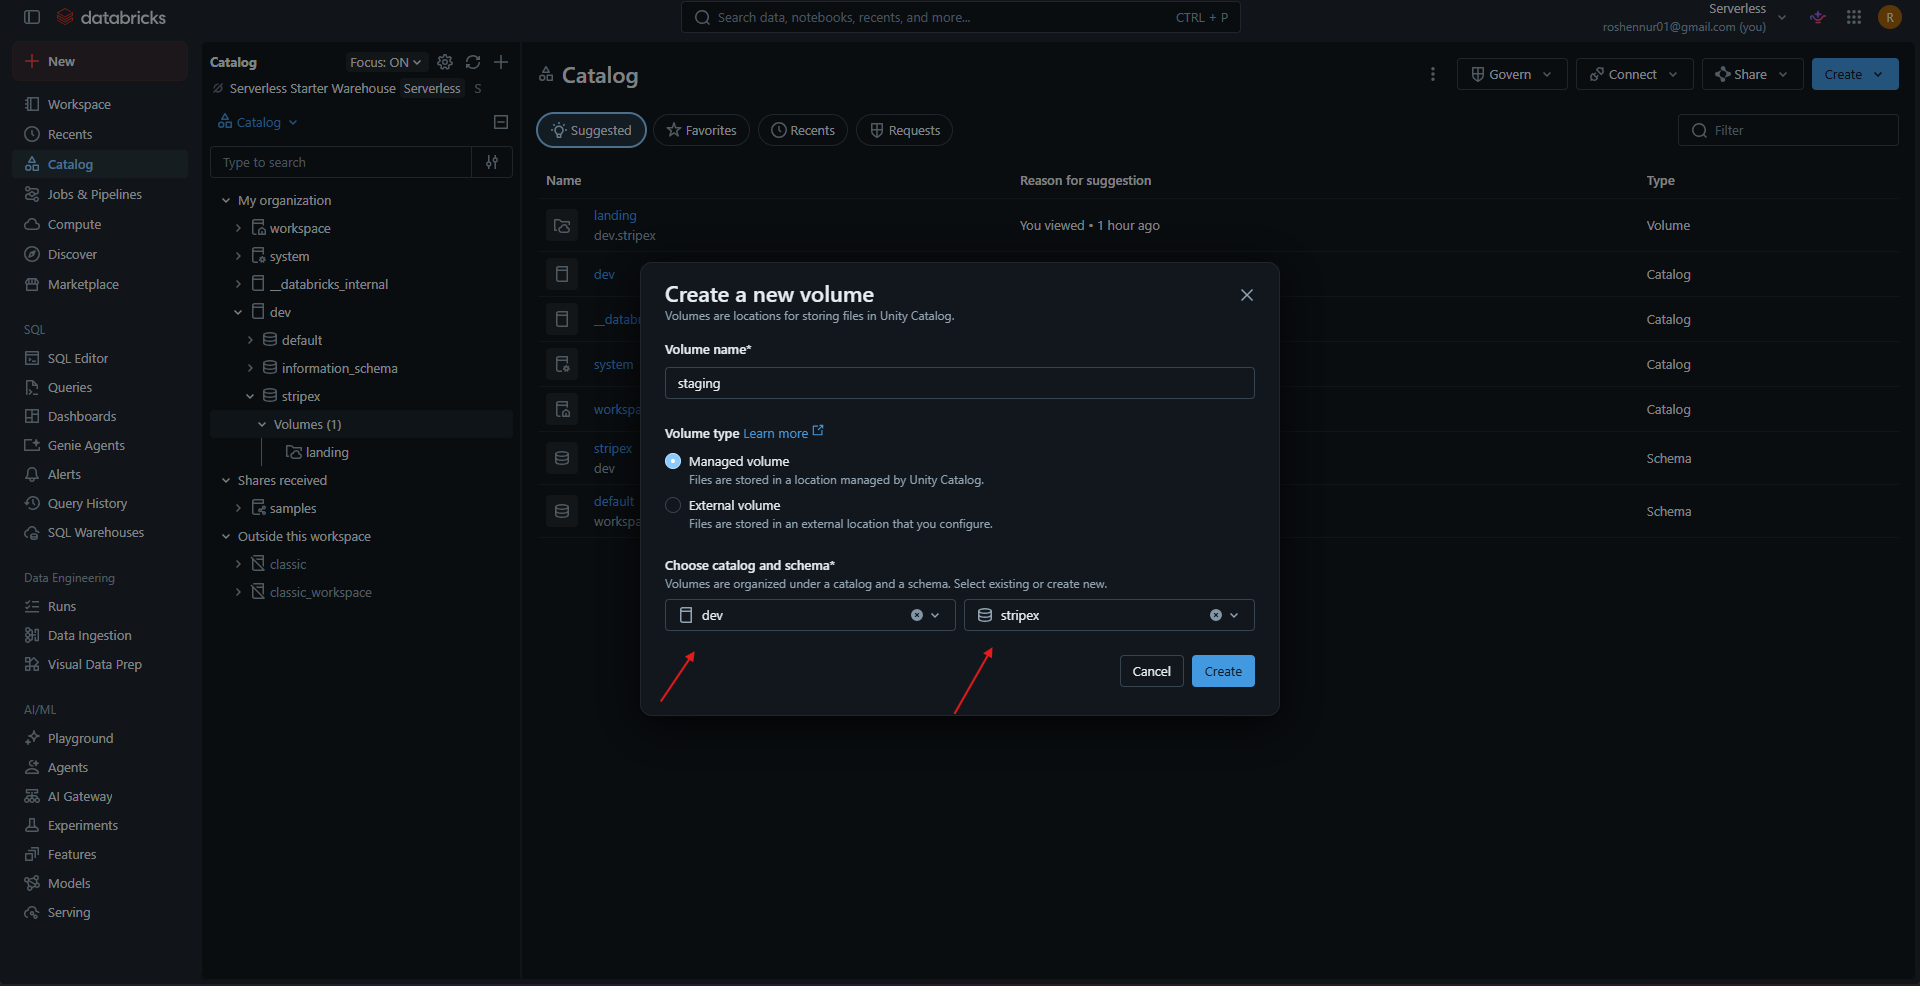 databricks
Search data, notebooks, recents, and more...
CTRL + P
Serverless
roshennur01@gmail.com (you)
R
New
Workspace
Recents
Catalog
Jobs & Pipelines
Compute
Discover
Marketplace
SQL
SQL Editor
Queries
Dashboards
Genie Agents
Alerts
Query History
SQL Warehouses
Data Engineering
Runs
Data Ingestion
Visual Data Prep
AI/ML
Playground
Agents
AI Gateway
Experiments
Features
Models
Serving
Catalog
Focus: ON
Serverless Starter Warehouse Serverless S
Catalog
Type to search
My organization
workspace
system
__databricks_internal
dev
default
information_schema
stripex
Volumes (1)
landing
Shares received
samples
Outside this workspace
classic
classic_workspace
Catalog
Govern
Connect
Share
Create
Suggested
Favorites
Recents
Requests
Filter
Name Reason for suggestion Type
landing
dev.stripex
You viewed • 1 hour ago
Volume
dev
Catalog
__datab
Catalog
system
Catalog
workspa
Catalog
stripex
dev
Schema
default
workspa
Schema
Create a new volume
Volumes are locations for storing files in Unity Catalog.
Volume name*
staging
Volume type Learn more
Managed volume
Files are stored in a location managed by Unity Catalog.
External volume
Files are stored in an external location that you configure.
Choose catalog and schema*
Volumes are organized under a catalog and a schema. Select existing or create new.
dev
stripex
Cancel
Create